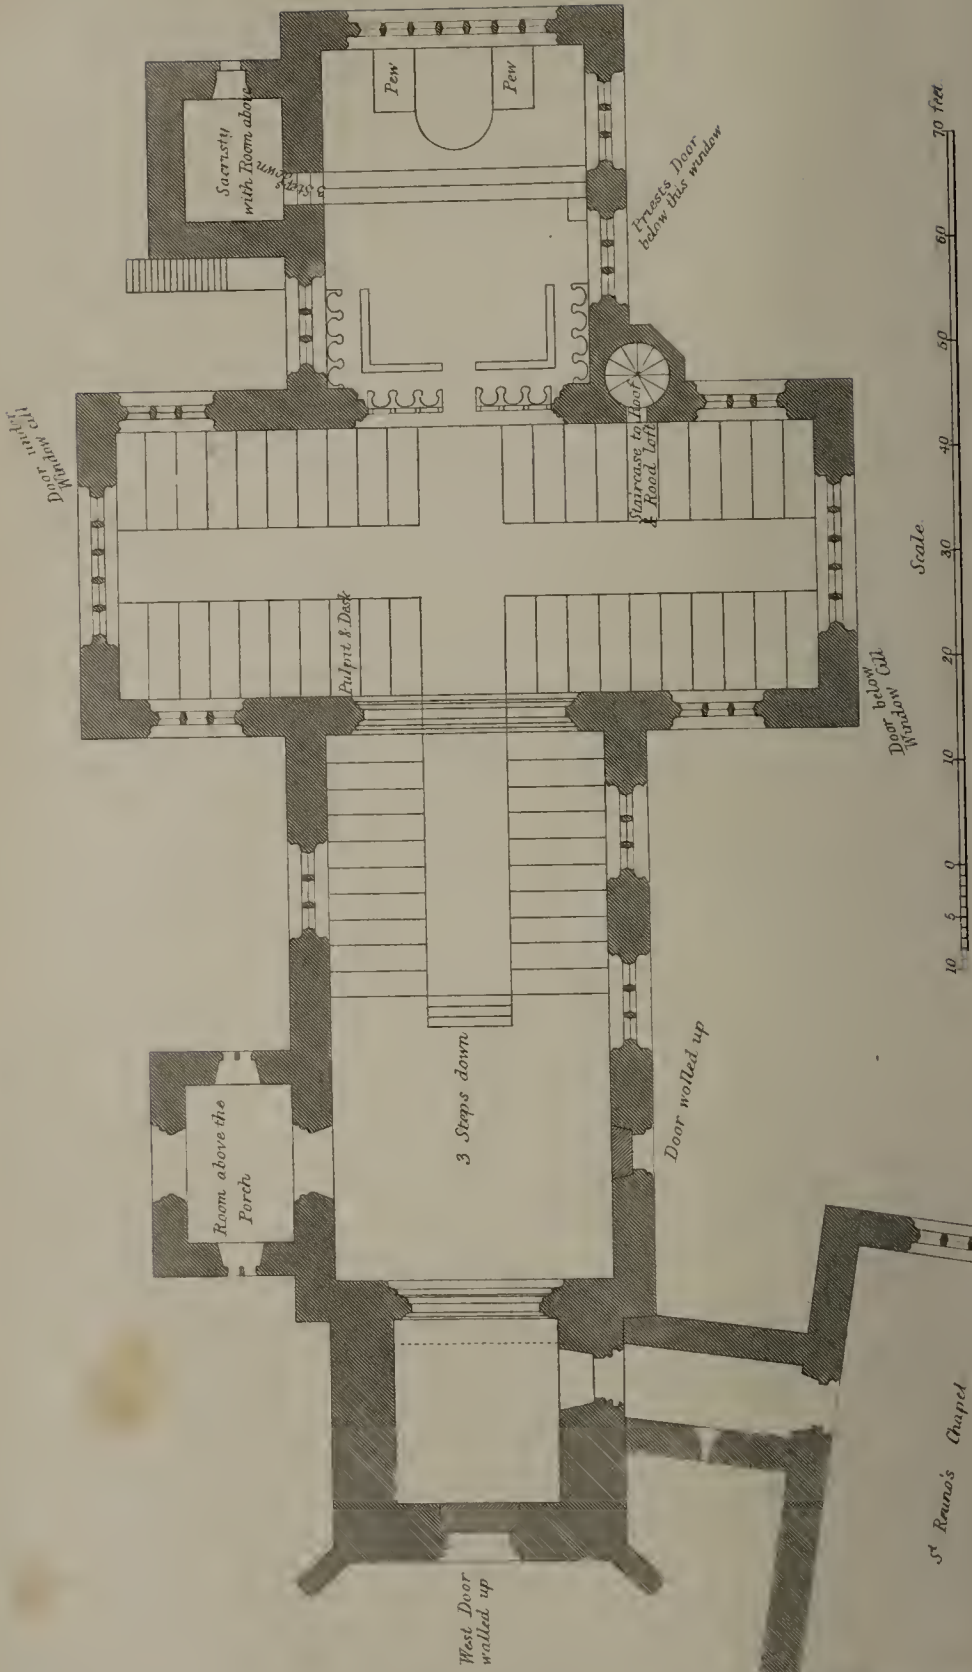 Pew
Pew
Sacristy
with Room above
3 Steps
down
Priests Door
below this window
Door under
Window Cill
Staircase to Roof
& Rood loft
Pulpit & Desk
Door below
Window Cill
3 Steps down
Room above the
Porch
Door walled up
West Door
walled up
St Beuno's Chapel
Scale
10 5 0 10 20 30 40 50 60 70 feet